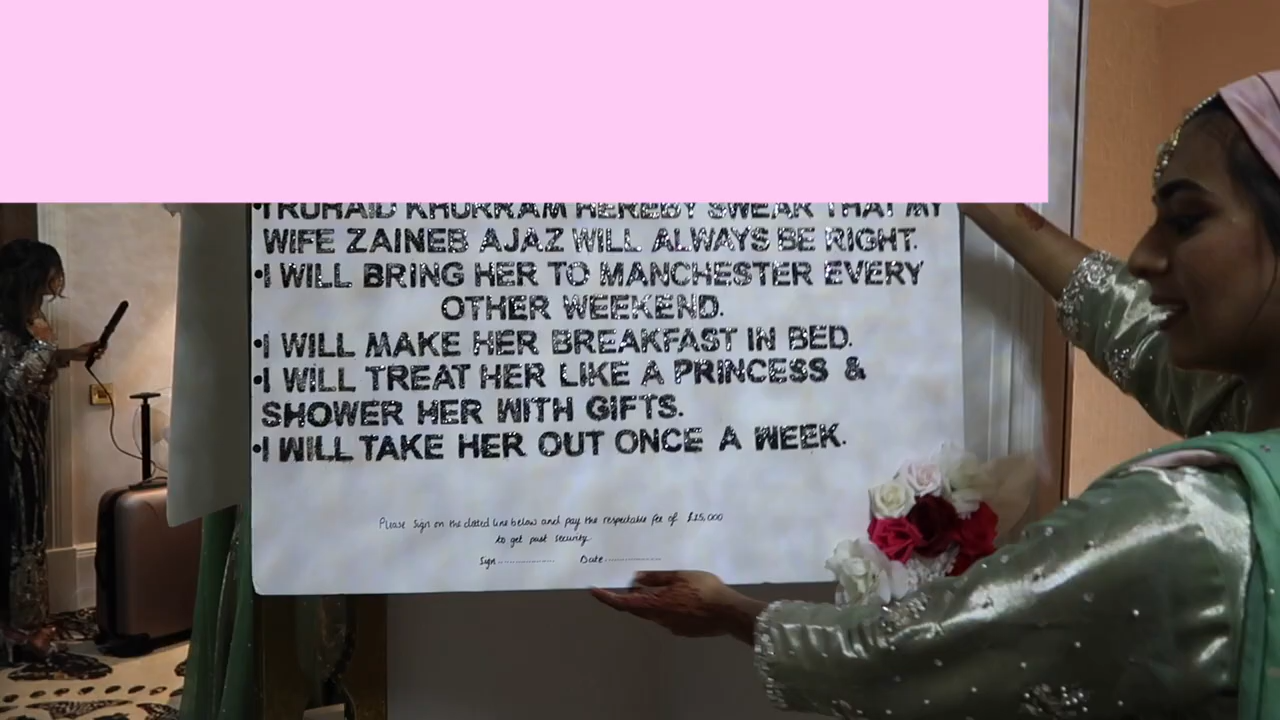 •I RUHAID KHURRAM HEREBY SWEAR THAT MY
WIFE ZAINEB AJAZ WILL ALWAYS BE RIGHT.
•I WILL BRING HER TO MANCHESTER EVERY
OTHER WEEKEND.
•I WILL MAKE HER BREAKFAST IN BED.
•I WILL TREAT HER LIKE A PRINCESS &
SHOWER HER WITH GIFTS.
•I WILL TAKE HER OUT ONCE A WEEK.
Please sign on the dotted line below and pay the respectable fee of £15,000
to get past security.
Sign.................... Date....................